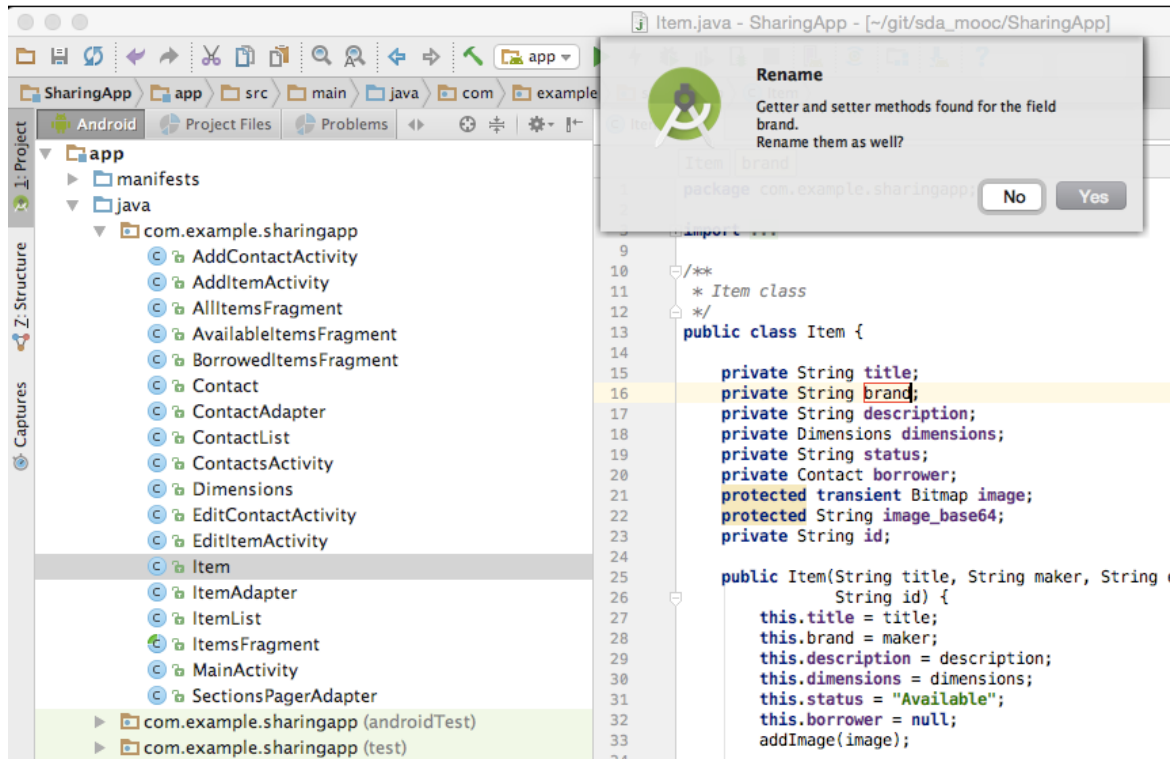 Item.java - SharingApp - [~/git/sda_mooc/SharingApp]
app
SharingApp app src main java com example
Android Project Files Problems
1: Project
Z: Structure
Captures
app
manifests
java
com.example.sharingapp
AddContactActivity
AddItemActivity
AllItemsFragment
AvailableItemsFragment
BorrowedItemsFragment
Contact
ContactAdapter
ContactList
ContactsActivity
Dimensions
EditContactActivity
EditItemActivity
Item
ItemAdapter
ItemList
ItemsFragment
MainActivity
SectionsPagerAdapter
com.example.sharingapp (androidTest)
com.example.sharingapp (test)
Rename
Getter and setter methods found for the field
brand.
Rename them as well?
No Yes
Item brand
1 package com.example.sharingapp;
import ...
9
10 /**
11 * Item class
12 */
13 public class Item {
14
15 private String title;
16 private String brand;
17 private String description;
18 private Dimensions dimensions;
19 private String status;
20 private Contact borrower;
21 protected transient Bitmap image;
22 protected String image_base64;
23 private String id;
24
25 public Item(String title, String maker, String
26 String id) {
27 this.title = title;
28 this.brand = maker;
29 this.description = description;
30 this.dimensions = dimensions;
31 this.status = "Available";
32 this.borrower = null;
33 addImage(image);